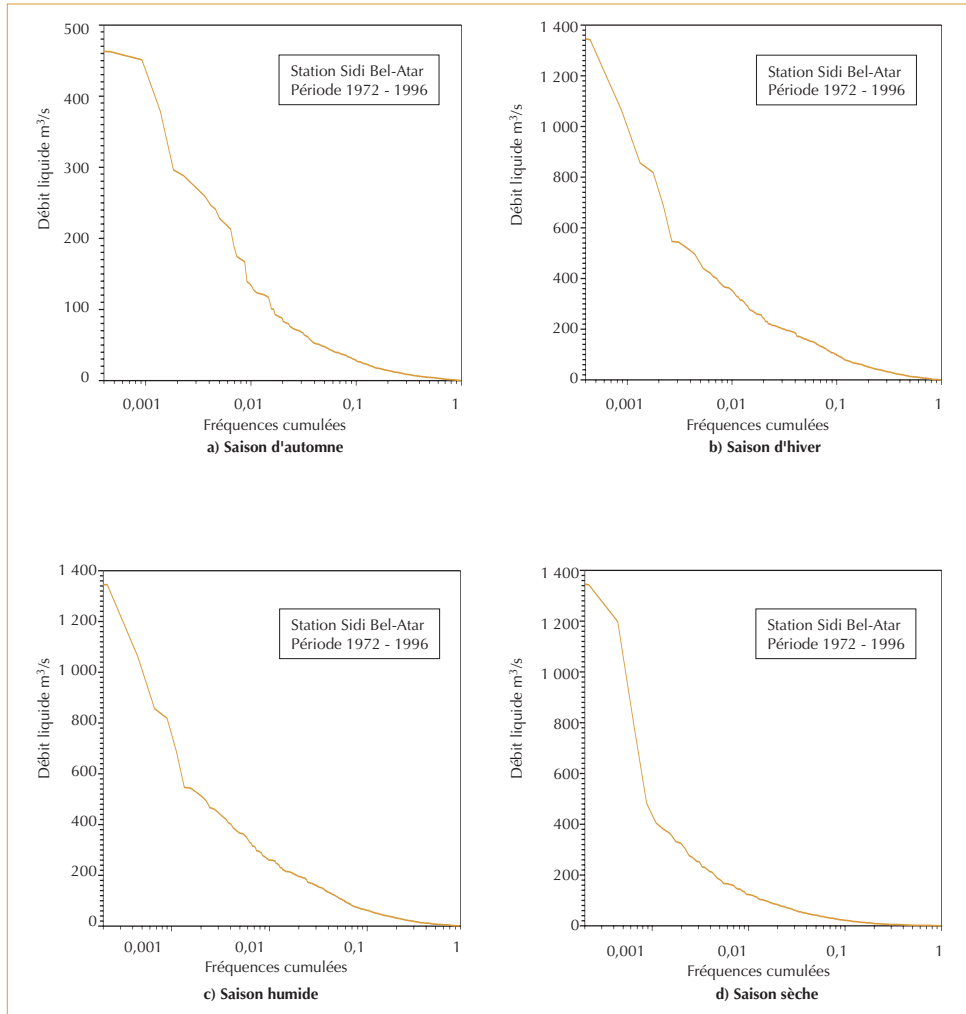 500
400
300
200
100
0
Débit liquide m³/s
Station Sidi Bel-Atar
Période 1972 - 1996
0,001 0,01 0,1 1
Fréquences cumulées
a) Saison d'automne
1 400
1 200
1 000
800
600
400
200
0
Débit liquide m³/s
Station Sidi Bel-Atar
Période 1972 - 1996
0,001 0,01 0,1 1
Fréquences cumulées
b) Saison d'hiver
1 400
1 200
1 000
800
600
400
200
0
Débit liquide m³/s
Station Sidi Bel-Atar
Période 1972 - 1996
0,001 0,01 0,1 1
Fréquences cumulées
c) Saison humide
1 400
1 200
1 000
800
600
400
200
0
Débit liquide m³/s
Station Sidi Bel-Atar
Période 1972 - 1996
0,001 0,01 0,1 1
Fréquences cumulées
d) Saison sèche